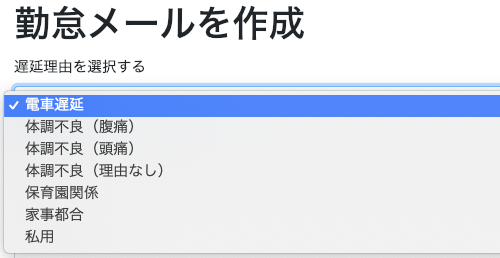 勤怠メールを作成
遅延理由を選択する
✓ 電車遅延
体調不良（腹痛）
体調不良（頭痛）
体調不良（理由なし）
保育園関係
家事都合
私用